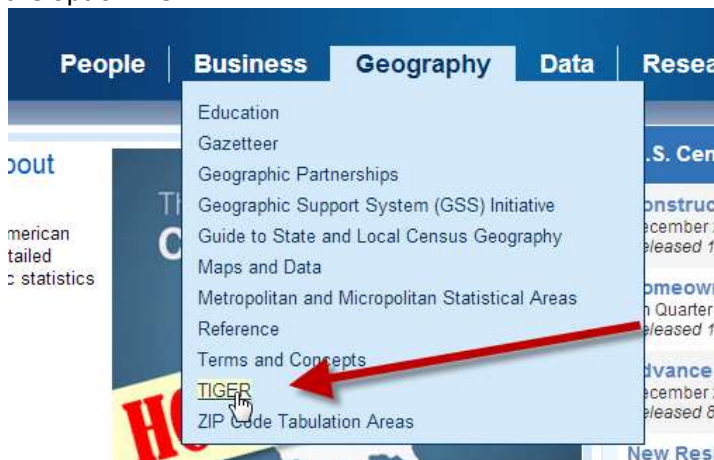 People Business Geography Data
Education
Gazetteer
Geographic Partnerships
Geographic Support System (GSS) Initiative
Guide to State and Local Census Geography
Maps and Data
Metropolitan and Micropolitan Statistical Areas
Reference
Terms and Concepts
TIGER
ZIP Code Tabulation Areas
statistics
Quarter
New